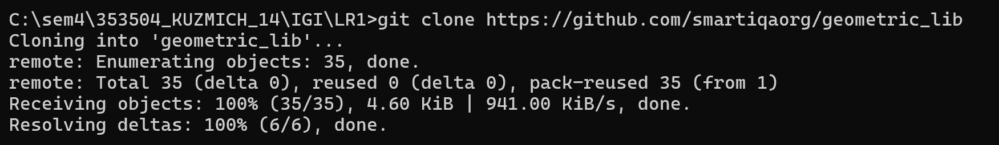 C:\sem4\353504_KUZMICH_14\IGI\LR1>git clone https://github.com/smartiqaorg/geometric_lib
Cloning into 'geometric_lib'...
remote: Enumerating objects: 35, done.
remote: Total 35 (delta 0), reused 0 (delta 0), pack-reused 35 (from 1)
Receiving objects: 100% (35/35), 4.60 KiB | 941.00 KiB/s, done.
Resolving deltas: 100% (6/6), done.